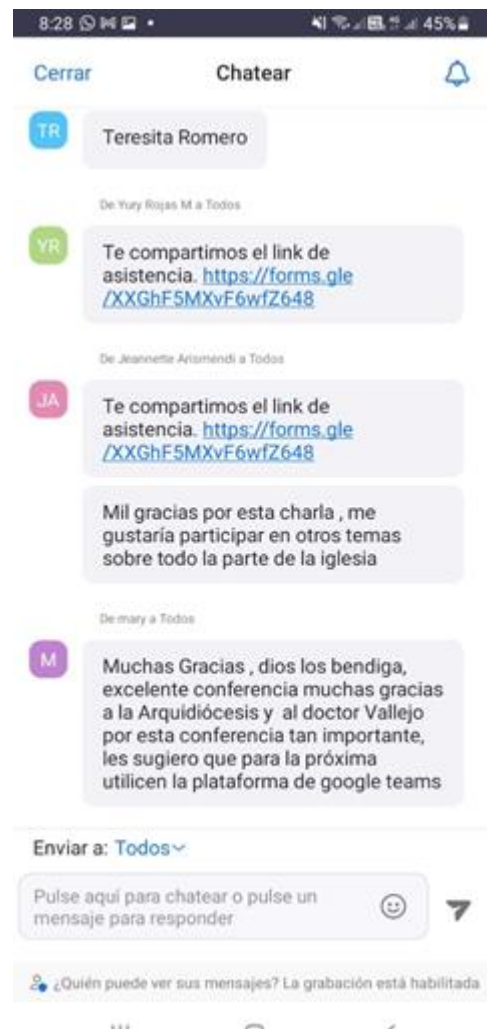 8:28
45%
Cerrar
Chatear
TR
Teresita Romero
De Yury Rojas M a Todos
YR
Te compartimos el link de
asistencia. https://forms.gle
/XXGhF5MXvF6wfZ648
De Jeannette Arismendi a Todos
JA
Te compartimos el link de
asistencia. https://forms.gle
/XXGhF5MXvF6wfZ648
Mil gracias por esta charla , me
gustaría participar en otros temas
sobre todo la parte de la iglesia
De mary a Todos
M
Muchas Gracias , dios los bendiga,
excelente conferencia muchas gracias
a la Arquidiócesis y al doctor Vallejo
por esta conferencia tan importante,
les sugiero que para la próxima
utilicen la plataforma de google teams
Enviar a: Todos
Pulse aquí para chatear o pulse un
mensaje para responder
¿Quién puede ver sus mensajes? La grabación está habilitada